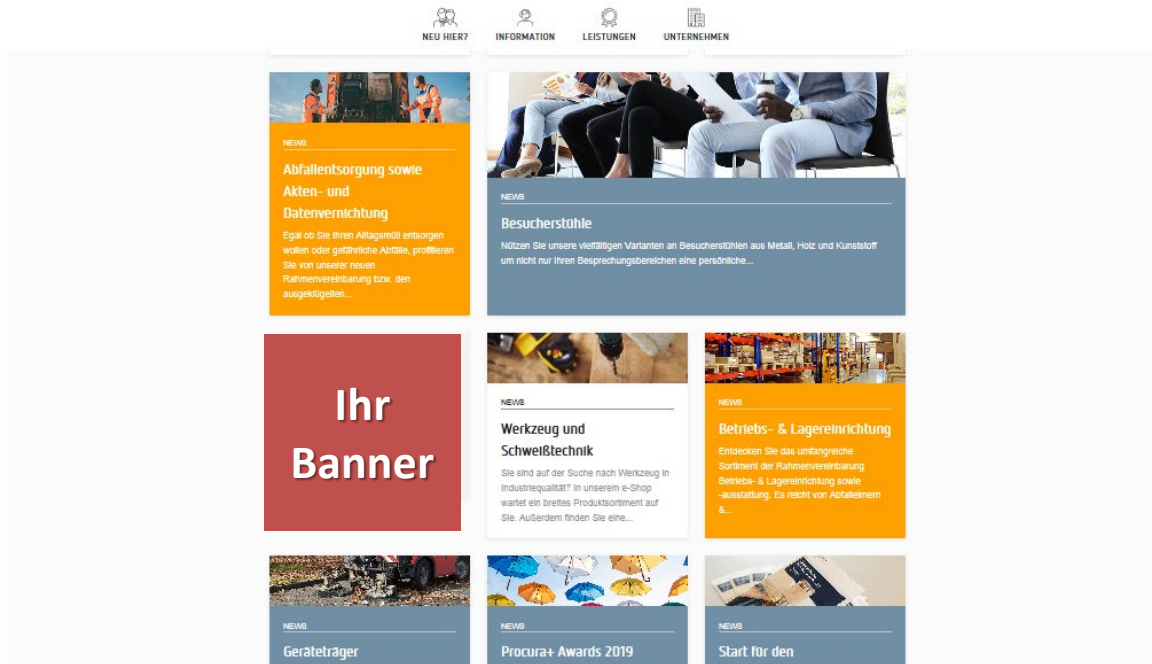 NEU HIER?
INFORMATION
LEISTUNGEN
UNTERNEHMEN
NEWS
Abfallentsorgung sowie
Akten- und
Datenvernichtung
Egal ob Sie Ihren Alltagsmüll entsorgen
wollen oder gefährliche Abfälle, profitieren
Sie von unserer neuen
Rahmenvereinbarung bzw. den
ausgeklügelten...
NEWS
Besucherstühle
Nützen Sie unsere vielfältigen Varianten an Besucherstühlen aus Metall, Holz und Kunststoff
um nicht nur Ihren Besprechungsbereichen eine persönliche...
Ihr
Banner
NEWS
Werkzeug und
Schweißtechnik
Sie sind auf der Suche nach Werkzeug in
Industriequalität? In unserem e-Shop
wartet ein breites Produktsortiment auf
Sie. Außerdem finden Sie eine...
NEWS
Betriebs- & Lagereinrichtung
Entdecken Sie das umfangreiche
Sortiment der Rahmenvereinbarung
Betriebs- & Lagereinrichtung sowie
-ausstattung. Es reicht von Abfalleimern
&...
NEWS
Geräteträger
NEWS
Procura+ Awards 2019
NEWS
Start für den